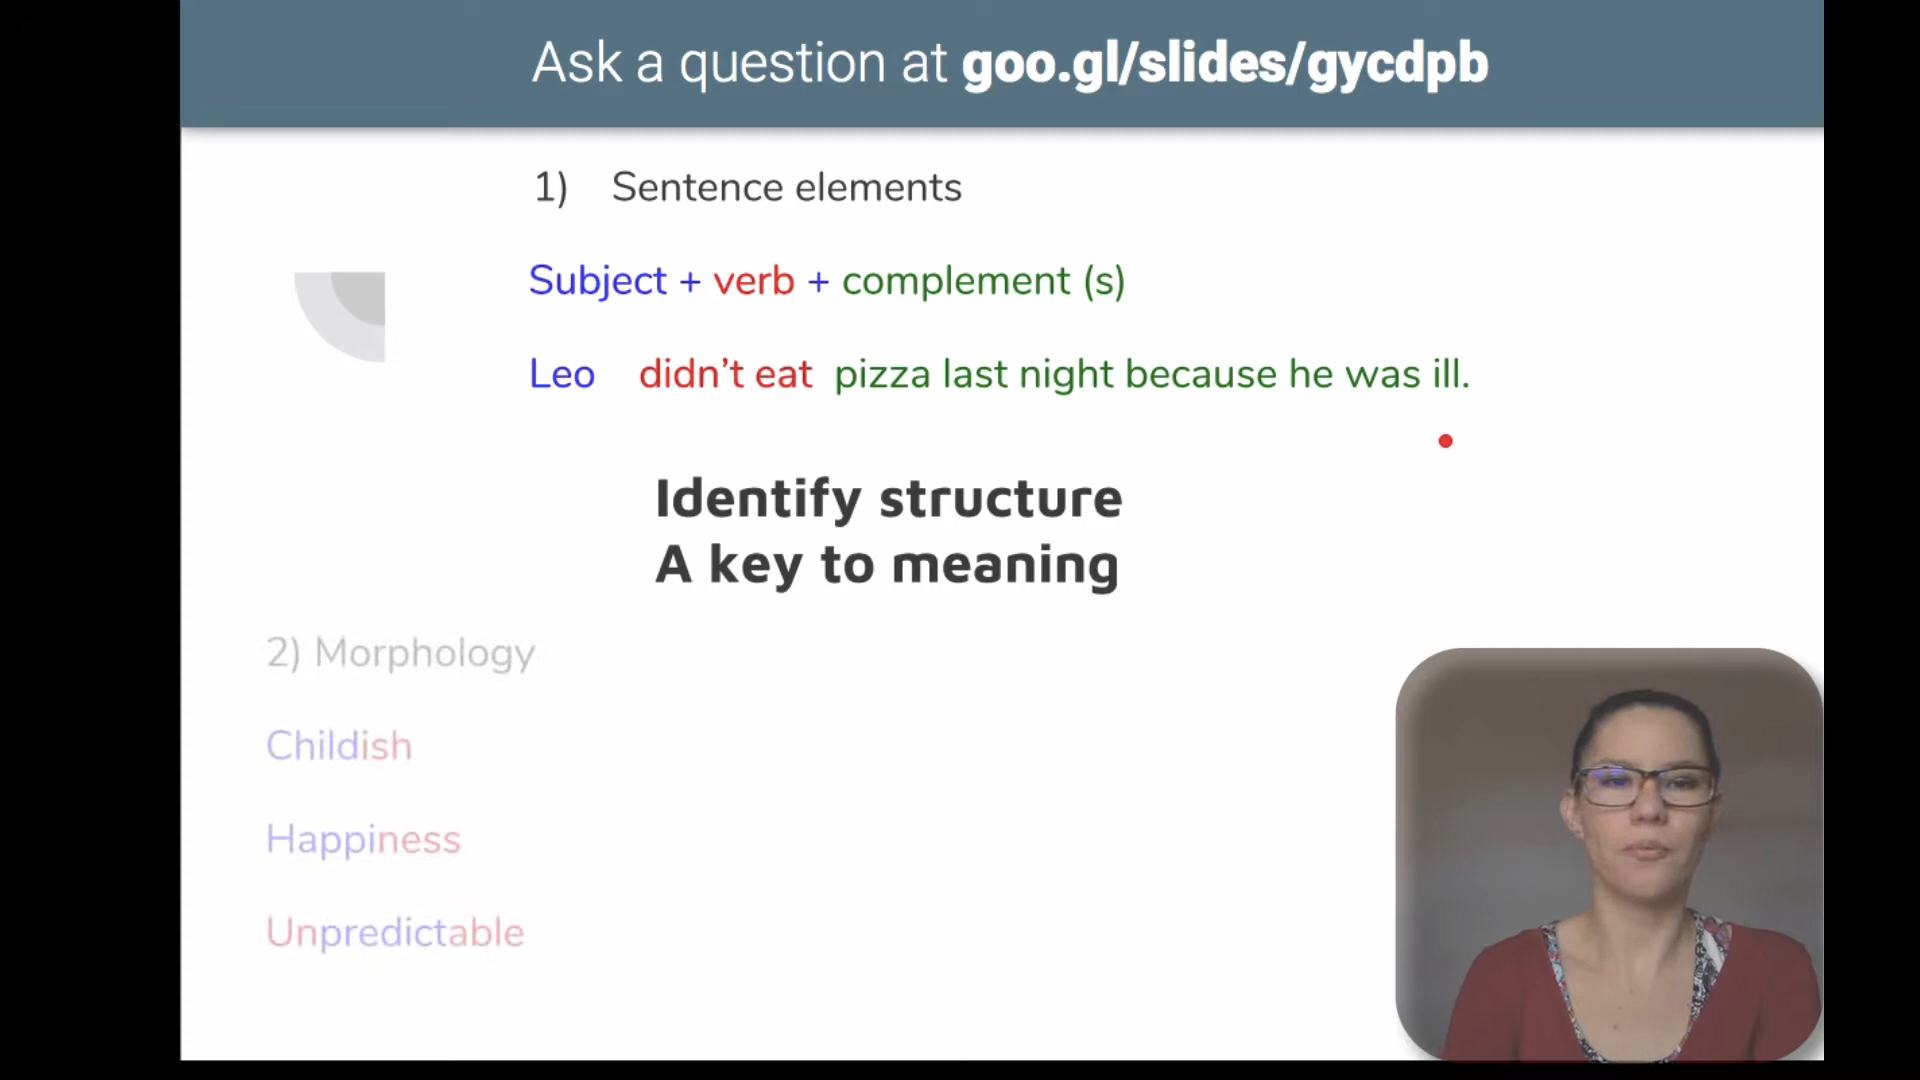 Ask a question at goo.gl/slides/gycdpb
1) Sentence elements
Subject + verb + complement (s)
Leo didn’t eat pizza last night because he was ill.
Identify structure
A key to meaning
2) Morphology
Childish
Happiness
Unpredictable